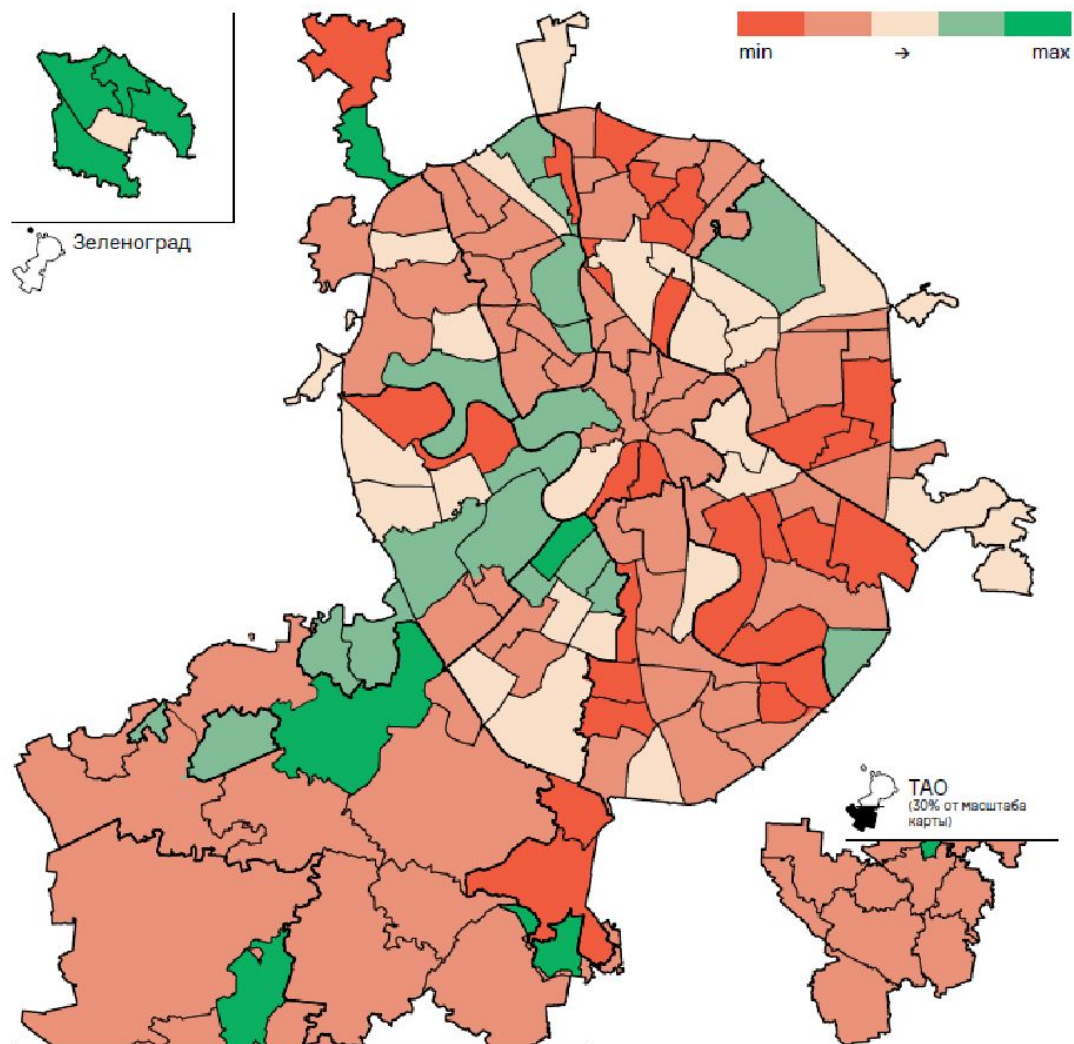 min → max
Зеленоград
ТАО
(30% от масштаба
карты)